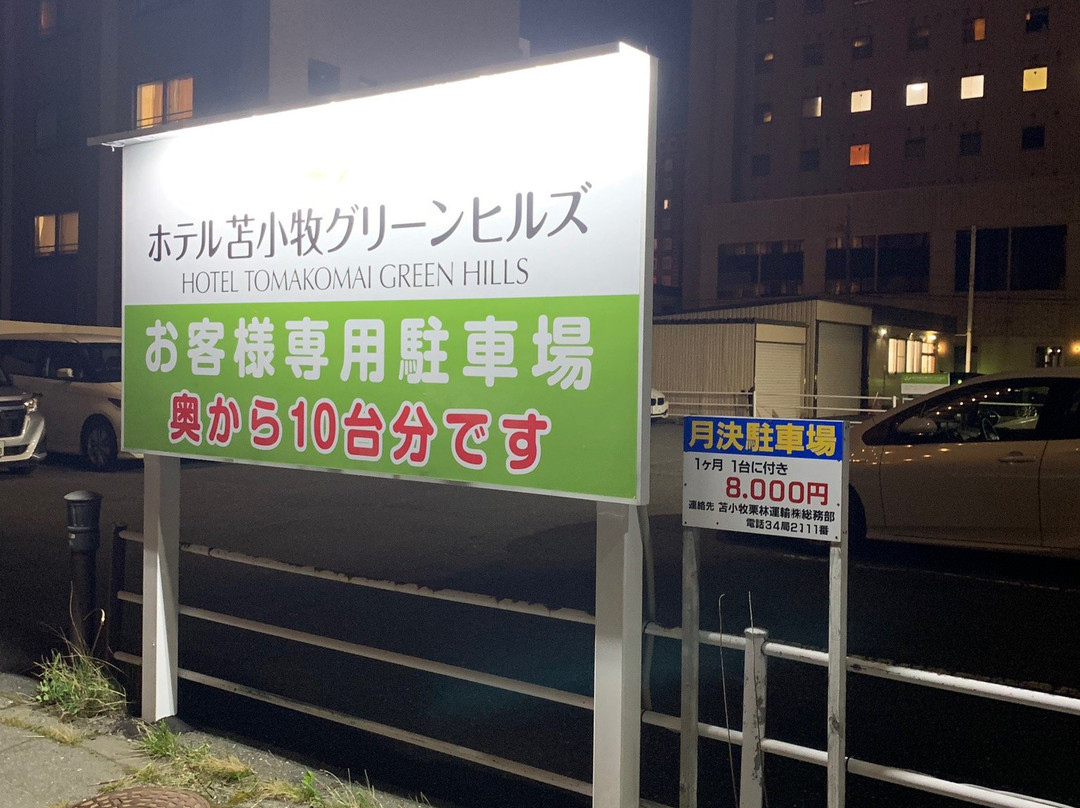 ホテル苫小牧グリーンヒルズ
HOTEL TOMAKOMAI GREEN HILLS
お客様専用駐車場
奥から10台分です
月決駐車場
1ヶ月 1台に付き
8.000円
連絡先 苫小牧栗林運輸㈱総務部
電話34局2111番